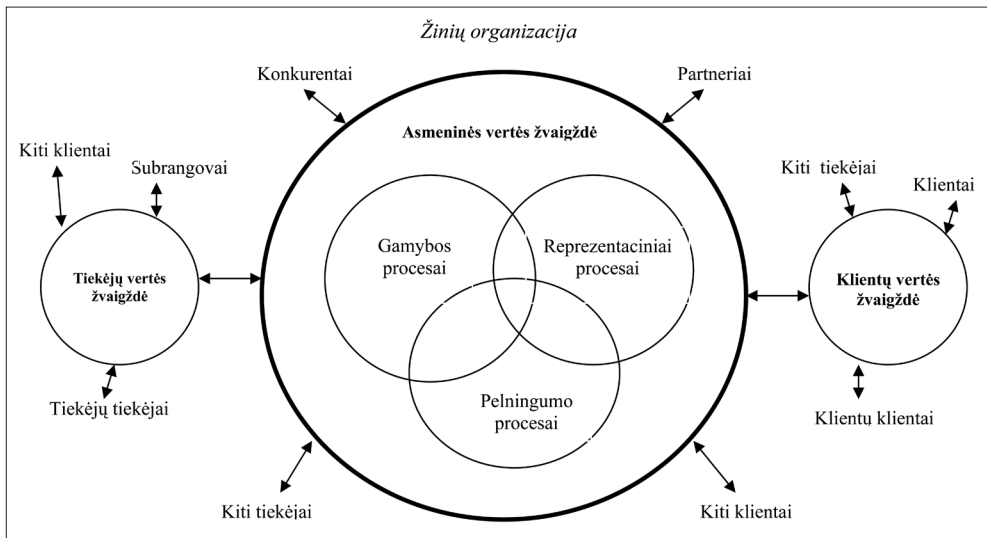 Žinių organizacija
Konkurentai
Partneriai
Asmeninės vertės žvaigždė
Kiti klientai
Subrangovai
Kiti tiekėjai
Klientai
Gamybos
procesai
Reprezentaciniai
procesai
Tiekėjų vertės
žvaigždė
Klientų vertės
žvaigždė
Pelningumo
procesai
Tiekėjų tiekėjai
Klientų klientai
Kiti tiekėjai
Kiti klientai